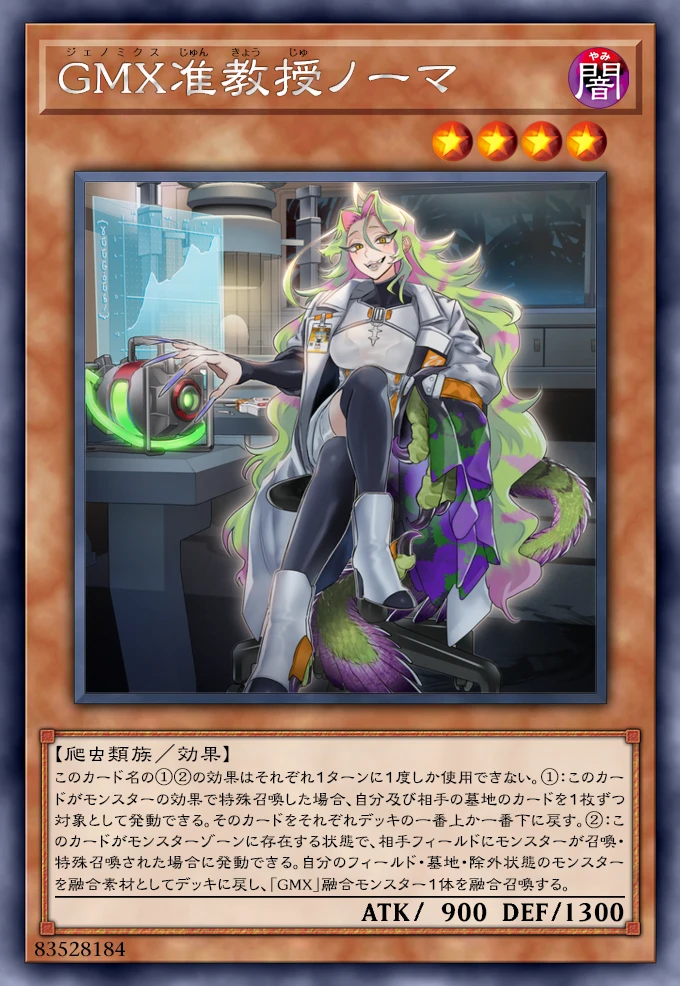 ジェノミクス じゅん きょう じゅ
GMX准教授ノーマ
やみ
闇
【爬虫類族／効果】
このカード名の①②の効果はそれぞれ1ターンに1度しか使用できない。①：このカー
ドがモンスターの効果で特殊召喚した場合、自分及び相手の墓地のカードを1枚ずつ
対象として発動できる。そのカードをそれぞれデッキの一番上か一番下に戻す。②：こ
のカードがモンスターゾーンに存在する状態で、相手フィールドにモンスターが召喚・
特殊召喚された場合に発動できる。自分のフィールド・墓地・除外状態のモンスター
を融合素材としてデッキに戻し、「GMX」融合モンスター1体を融合召喚する。
ATK/ 900 DEF/1300
83528184